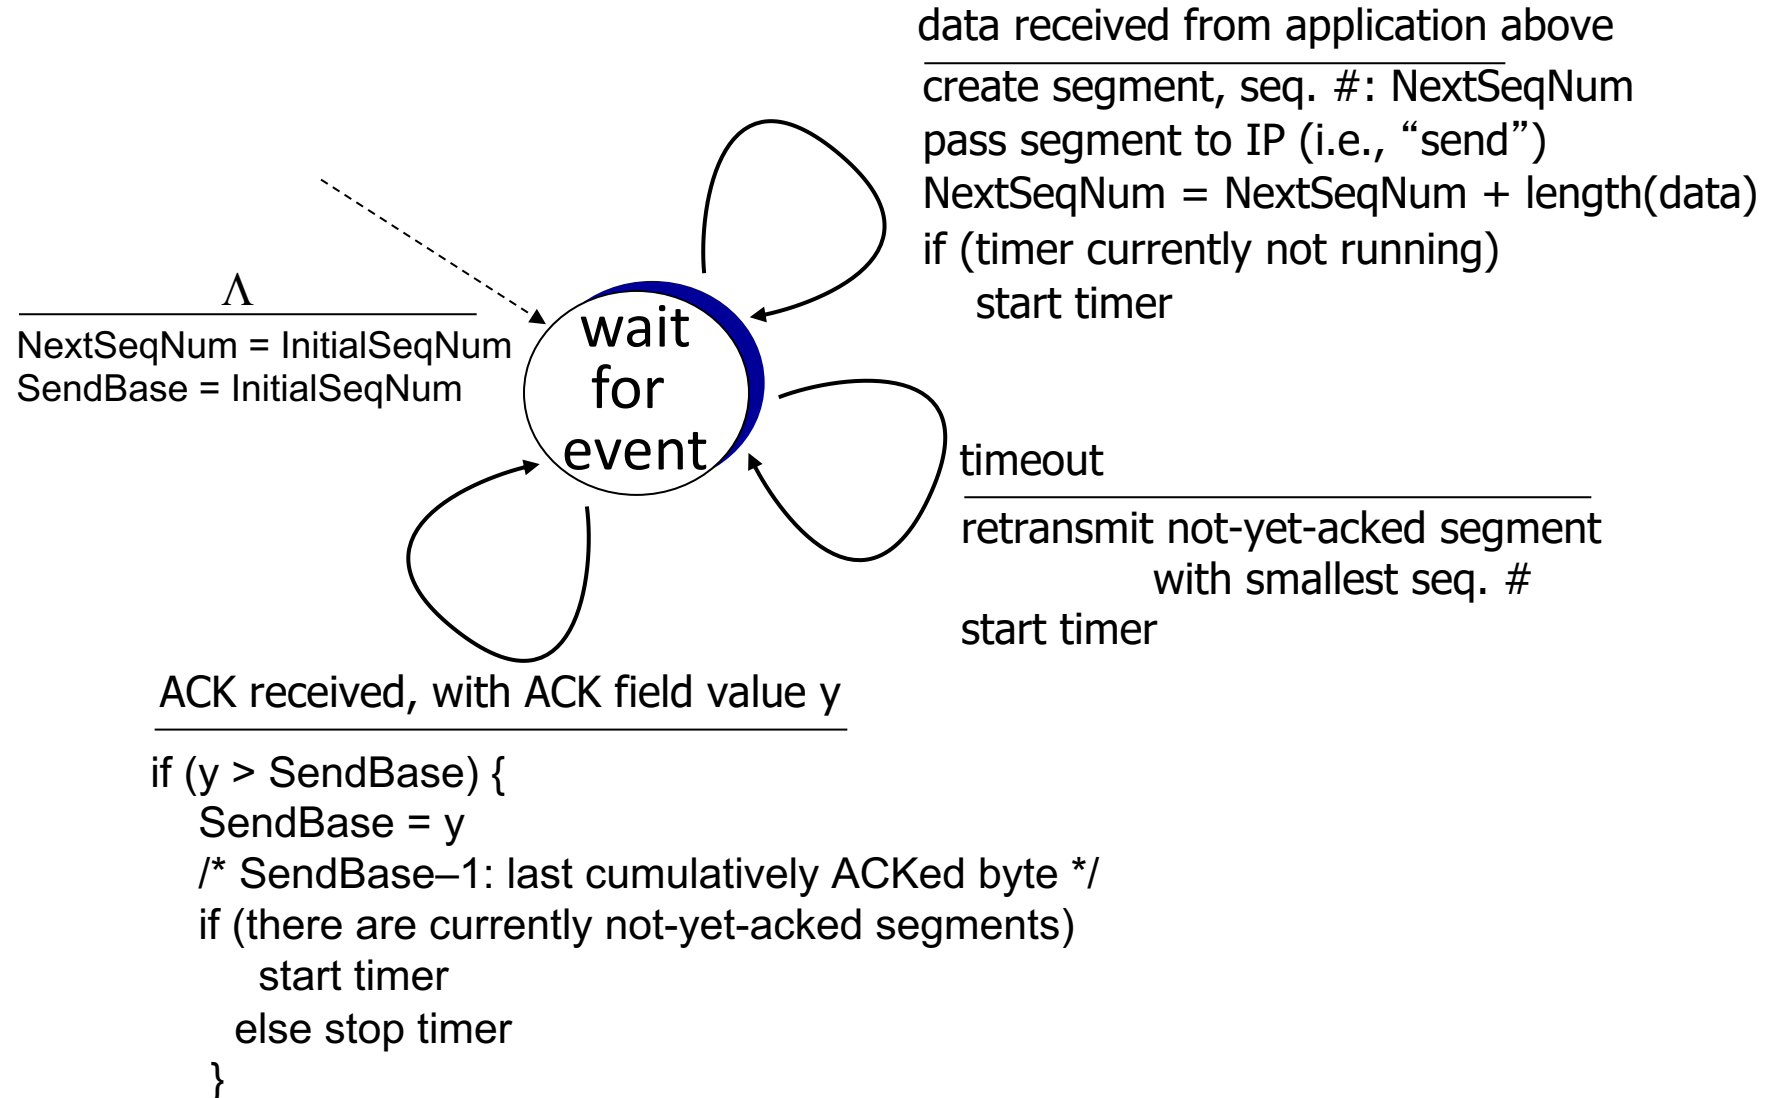 data received from application above
create segment, seq. #: NextSeqNum
pass segment to IP (i.e., “send”)
NextSeqNum = NextSeqNum + length(data)
if (timer currently not running)
start timer
Λ
NextSeqNum = InitialSeqNum
SendBase = InitialSeqNum
wait
for
event
timeout
retransmit not-yet-acked segment
with smallest seq. #
start timer
ACK received, with ACK field value y
if (y > SendBase) {
SendBase = y
/* SendBase–1: last cumulatively ACKed byte */
if (there are currently not-yet-acked segments)
start timer
else stop timer
}